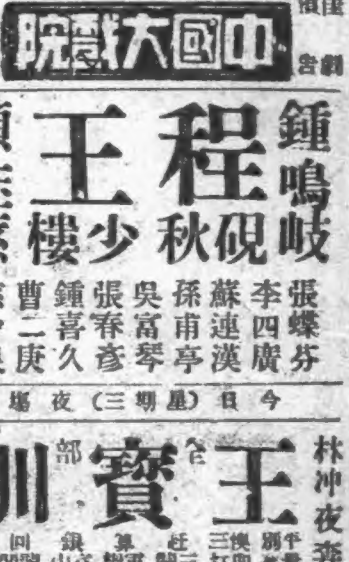 中國大戲院
鍾鳴岐
程硯秋
王少樓
張蝶芬
李四廣
蘇連漢
孫甫亭
吳富琴
張春彥
鍾喜久
曹二庚
今日(星期三)夜場
林冲夜
全部
王寶川